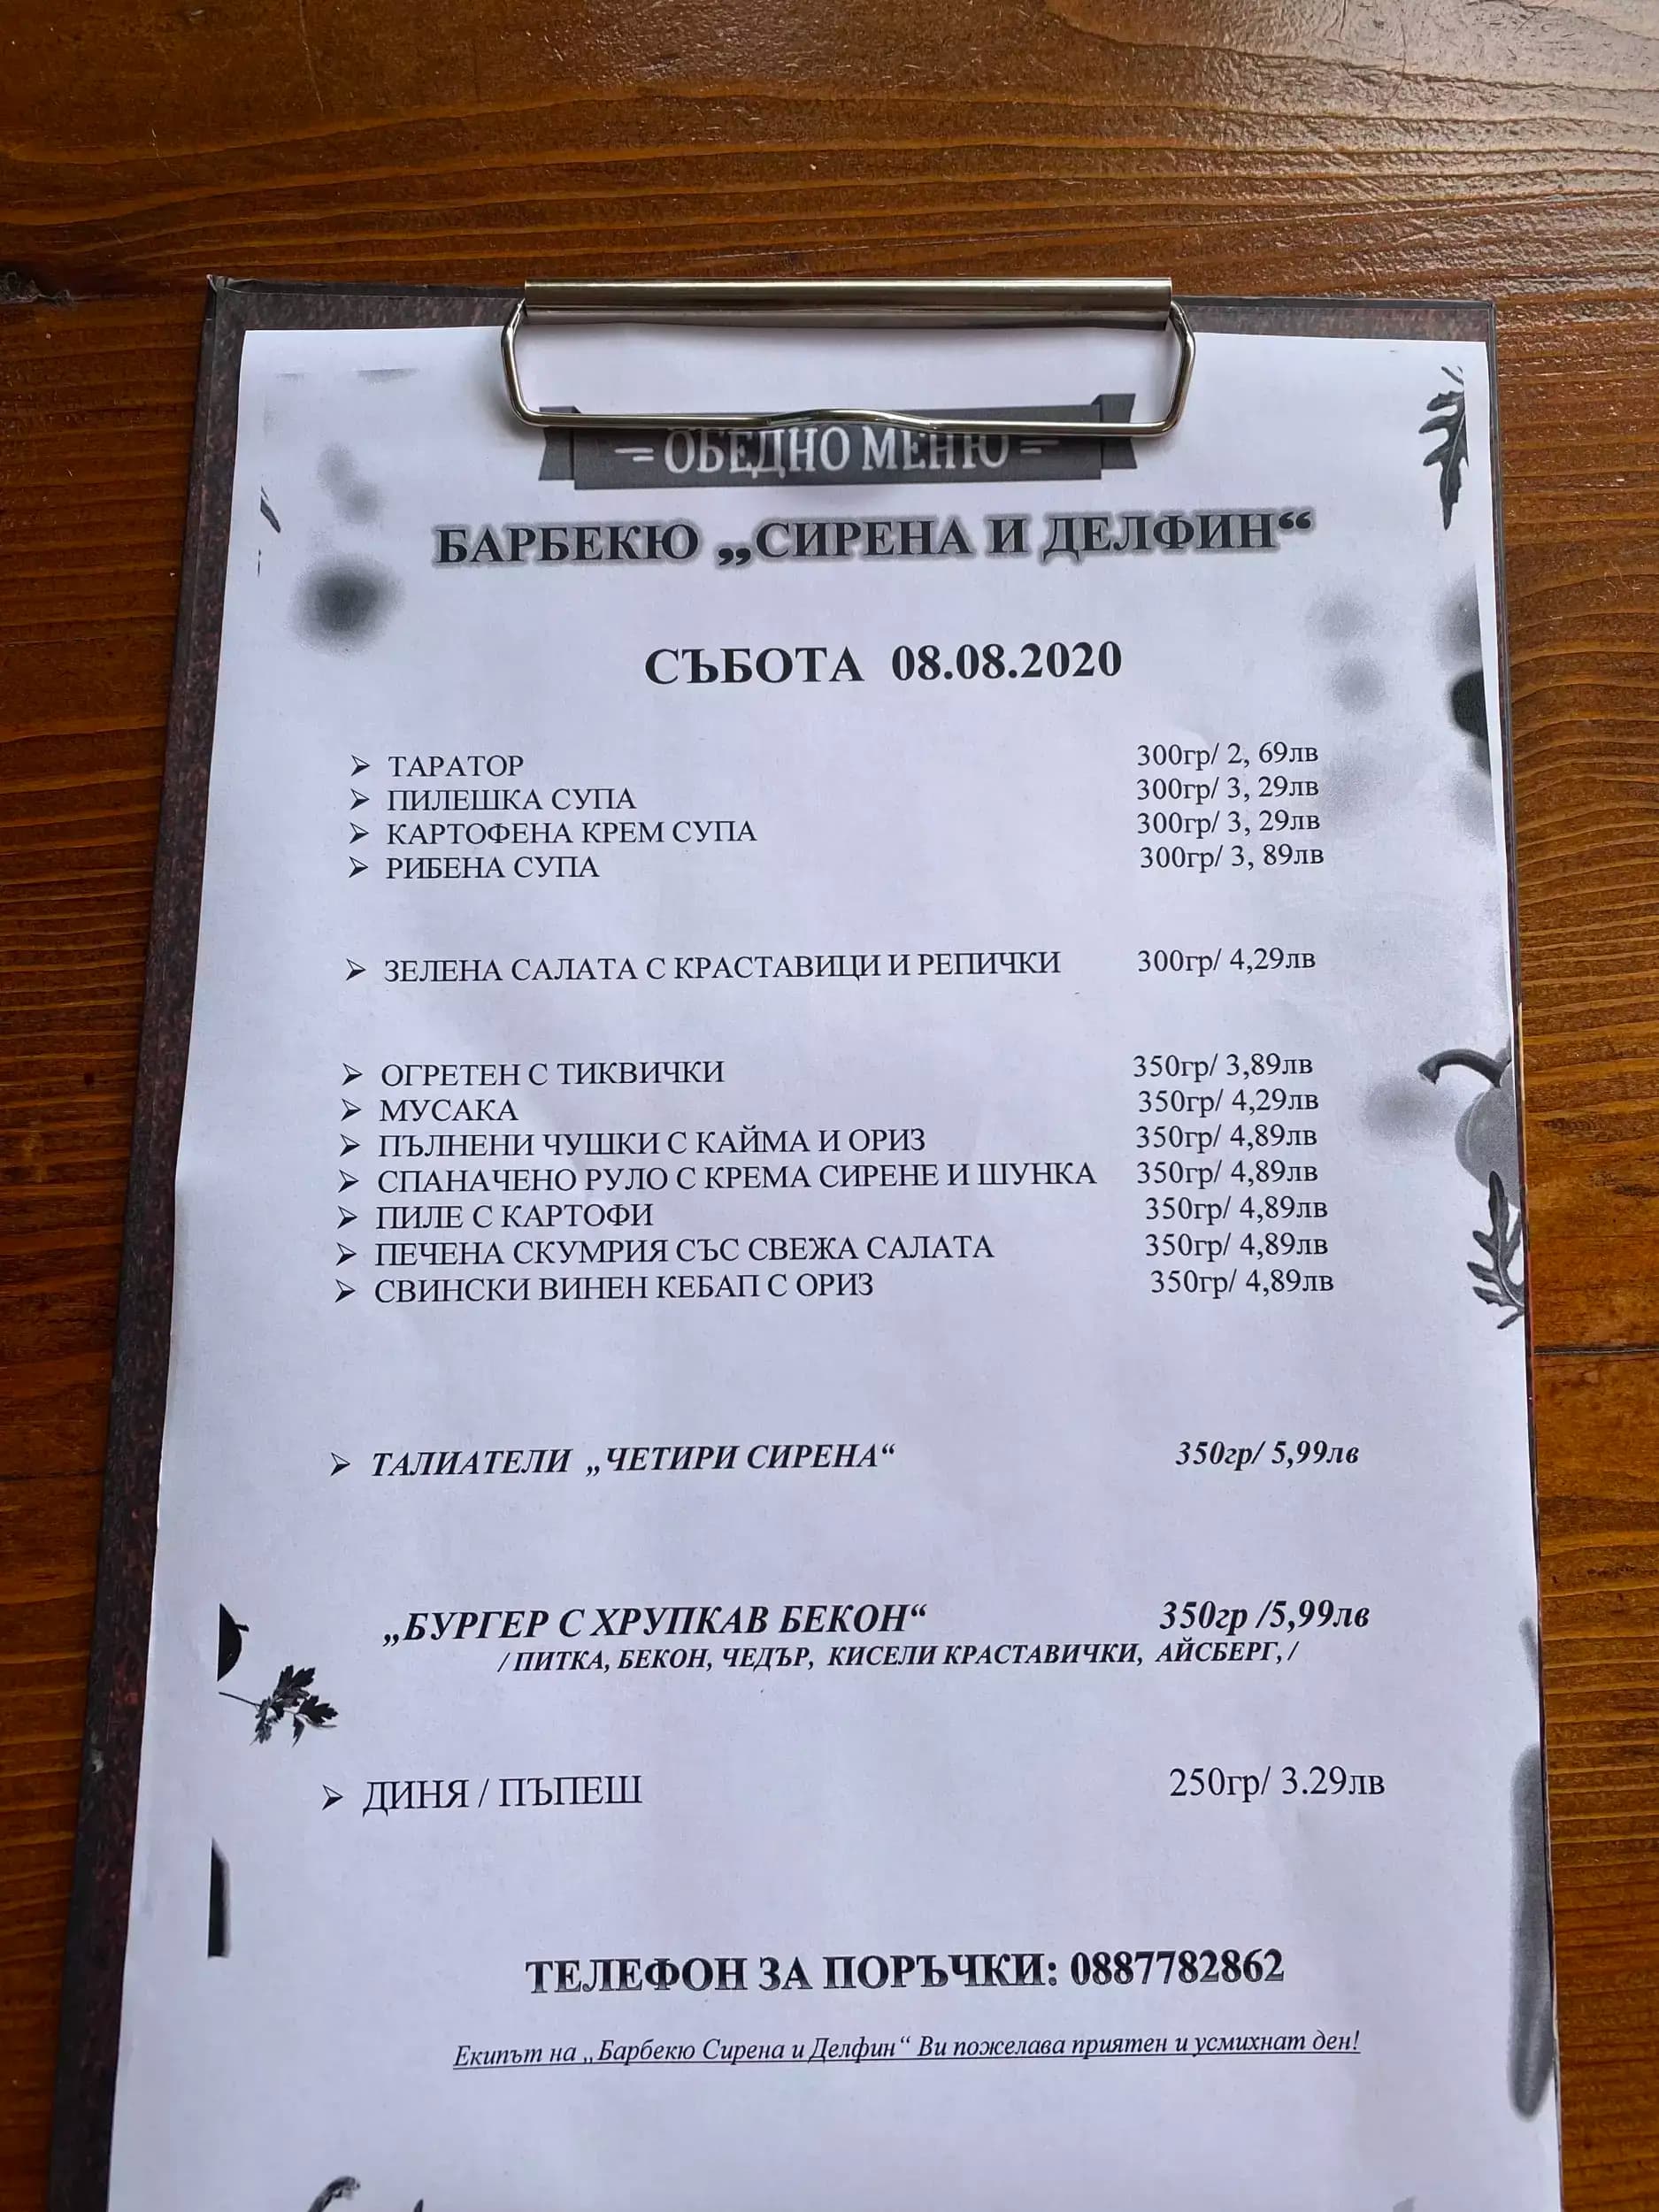 = ОБЕДНО МЕНЮ =
БАРБЕКЮ „СИРЕНА И ДЕЛФИН“
СЪБОТА 08.08.2020
➢ ТАРАТОР 300гр/ 2, 69лв
➢ ПИЛЕШКА СУПА 300гр/ 3, 29лв
➢ КАРТОФЕНА КРЕМ СУПА 300гр/ 3, 29лв
➢ РИБЕНА СУПА 300гр/ 3, 89лв
➢ ЗЕЛЕНА САЛАТА С КРАСТАВИЦИ И РЕПИЧКИ 300гр/ 4,29лв
➢ ОГРЕТЕН С ТИКВИЧКИ 350гр/ 3,89лв
➢ МУСАКА 350гр/ 4,29лв
➢ ПЪЛНЕНИ ЧУШКИ С КАЙМА И ОРИЗ 350гр/ 4,89лв
➢ СПАНАЧЕНО РУЛО С КРЕМА СИРЕНЕ И ШУНКА 350гр/ 4,89лв
➢ ПИЛЕ С КАРТОФИ 350гр/ 4,89лв
➢ ПЕЧЕНА СКУМРИЯ СЪС СВЕЖА САЛАТА 350гр/ 4,89лв
➢ СВИНСКИ ВИНЕН КЕБАП С ОРИЗ 350гр/ 4,89лв
➢ ТАЛИАТЕЛИ „ЧЕТИРИ СИРЕНА“ 350гр/ 5,99лв
„БУРГЕР С ХРУПКАВ БЕКОН“ 350гр /5,99лв
/ ПИТКА, БЕКОН, ЧЕДЪР, КИСЕЛИ КРАСТАВИЧКИ, АЙСБЕРГ, /
➢ ДИНЯ / ПЪПЕШ 250гр/ 3.29лв
ТЕЛЕФОН ЗА ПОРЪЧКИ: 0887782862
Екипът на „Барбекю Сирена и Делфин“ Ви пожелава приятен и усмихнат ден!